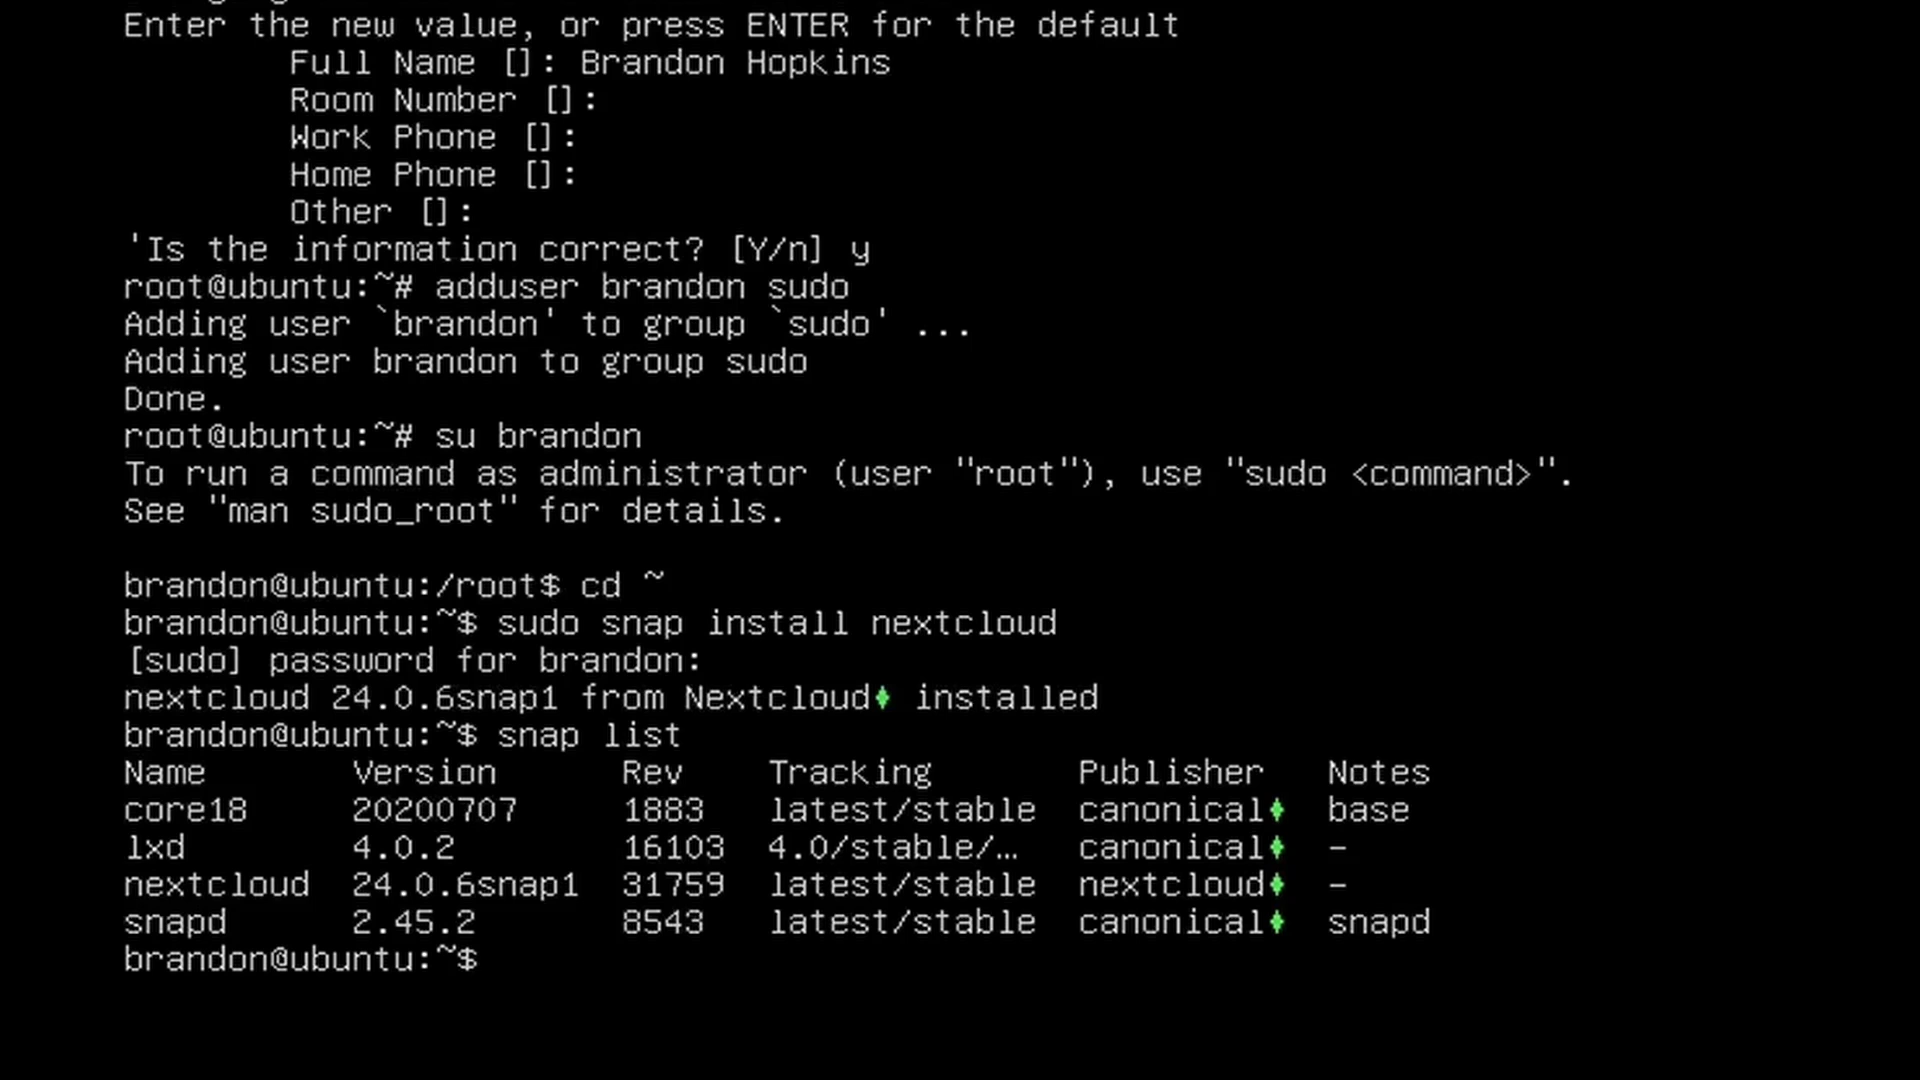 Enter the new value, or press ENTER for the default
Full Name []: Brandon Hopkins
Room Number []:
Work Phone []:
Home Phone []:
Other []:
'Is the information correct? [Y/n] y
root@ubuntu:~# adduser brandon sudo
Adding user `brandon' to group `sudo' ...
Adding user brandon to group sudo
Done.
root@ubuntu:~# su brandon
To run a command as administrator (user "root"), use "sudo <command>".
See "man sudo_root" for details.
brandon@ubuntu:/root$ cd ~
brandon@ubuntu:~$ sudo snap install nextcloud
[sudo] password for brandon:
nextcloud 24.0.6snap1 from Nextcloud♦ installed
brandon@ubuntu:~$ snap list
Name Version Rev Tracking Publisher Notes
core18 20200707 1883 latest/stable canonical♦ base
lxd 4.0.2 16103 4.0/stable/… canonical♦ -
nextcloud 24.0.6snap1 31759 latest/stable nextcloud♦ -
snapd 2.45.2 8543 latest/stable canonical♦ snapd
brandon@ubuntu:~$